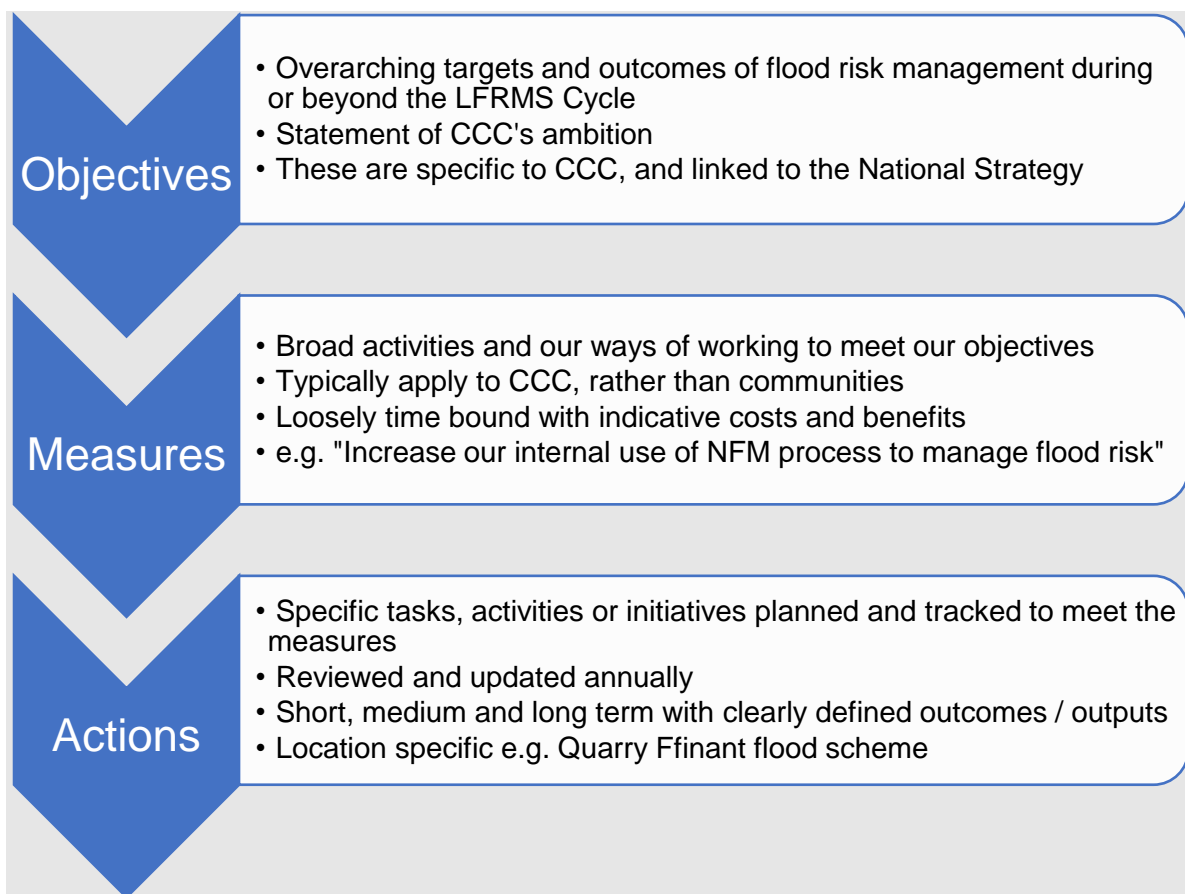 Objectives
• Overarching targets and outcomes of flood risk management during
or beyond the LFRMS Cycle
• Statement of CCC's ambition
• These are specific to CCC, and linked to the National Strategy
Measures
• Broad activities and our ways of working to meet our objectives
• Typically apply to CCC, rather than communities
• Loosely time bound with indicative costs and benefits
• e.g. "Increase our internal use of NFM process to manage flood risk"
Actions
• Specific tasks, activities or initiatives planned and tracked to meet the
measures
• Reviewed and updated annually
• Short, medium and long term with clearly defined outcomes / outputs
• Location specific e.g. Quarry Ffinant flood scheme